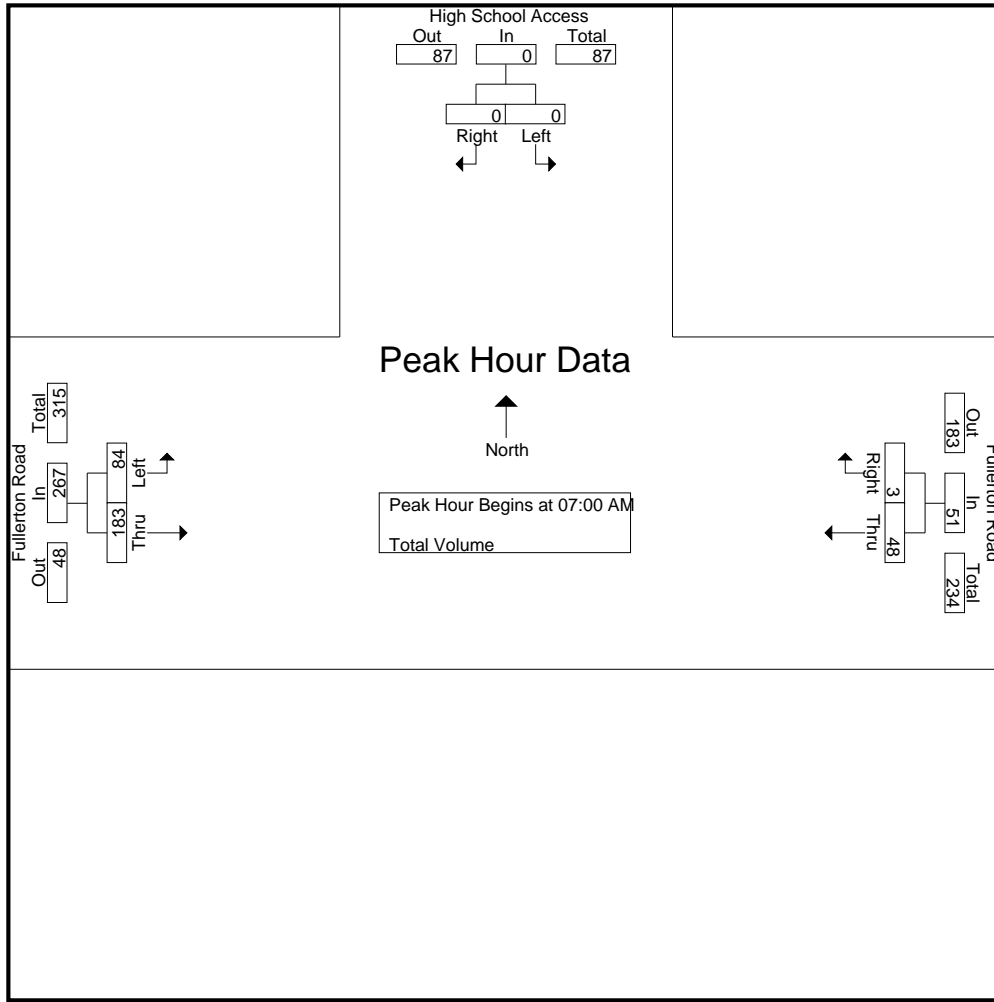 High School Access
Out In Total
87 0 87
0 0
Right Left
Peak Hour Data
North
Peak Hour Begins at 07:00 AM
Total Volume
Fullerton Road
Total In Out
315 267 48
84 183
Left Thru
Fullerton Road
Out In Total
183 51 234
3 48
Right Thru